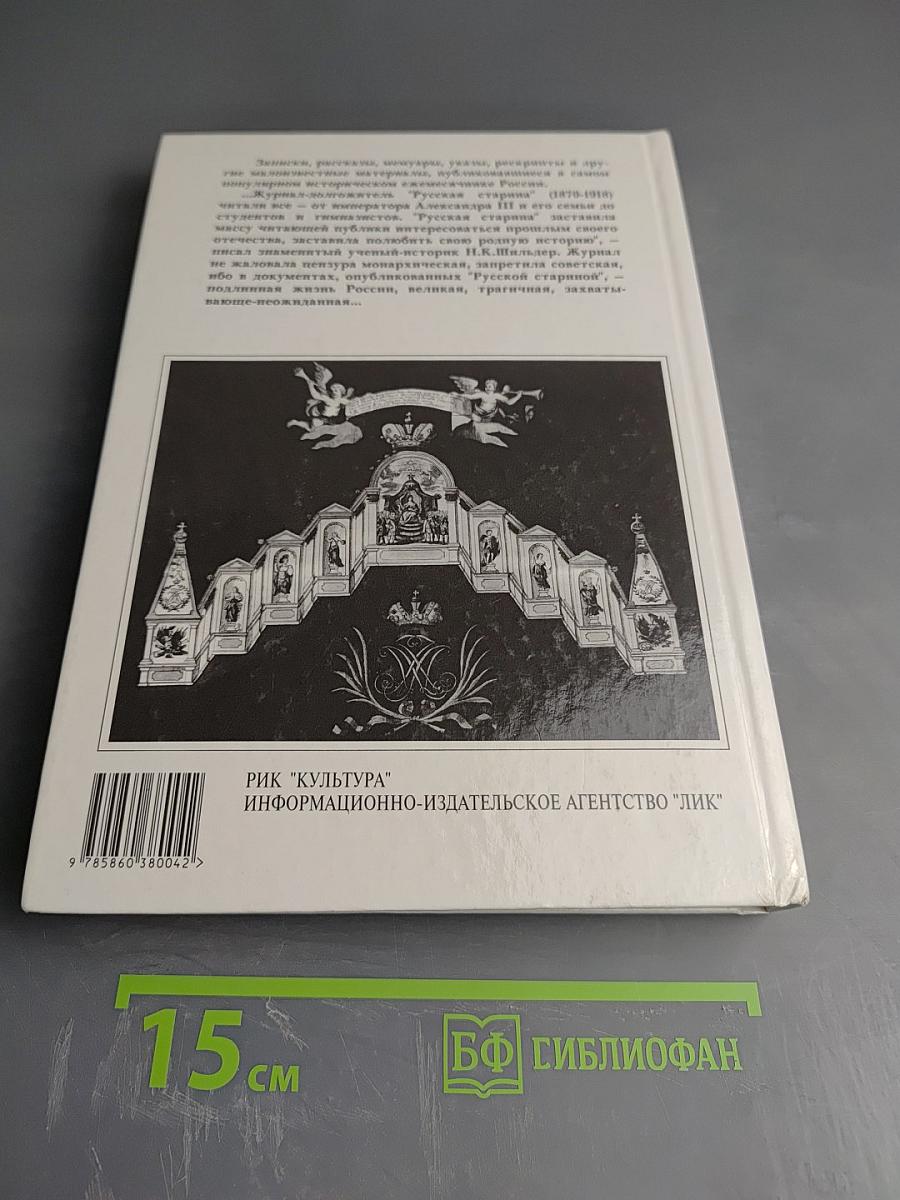 Записки, рассказы, мемуары, указы, рескрипты и дру-
гие малоизвестные материалы, публиковавшиеся в самом
популярном историческом ежемесячнике России.
...Журнал-долгожитель "Русская старина" (1870-1918)
читали все – от императора Александра III и его семьи до
студентов и гимназистов. "Русская старина" заставила
массу читающей публики интересоваться прошлым своего
отечества, заставила полюбить свою родную историю", –
писал знаменитый ученый-историк Н.К.Шильдер. Журнал
не жаловала цензура монархическая, запретила советская,
ибо в документах, опубликованных "Русской стариной", –
подлинная жизнь России, великая, трагичная, захваты-
вающе-неожиданная...
РИК "КУЛЬТУРА"
ИНФОРМАЦИОННО-ИЗДАТЕЛЬСКОЕ АГЕНТСТВО "ЛИК"
9 785860 380042 >
15 см
БФ
СИБЛИОФАН